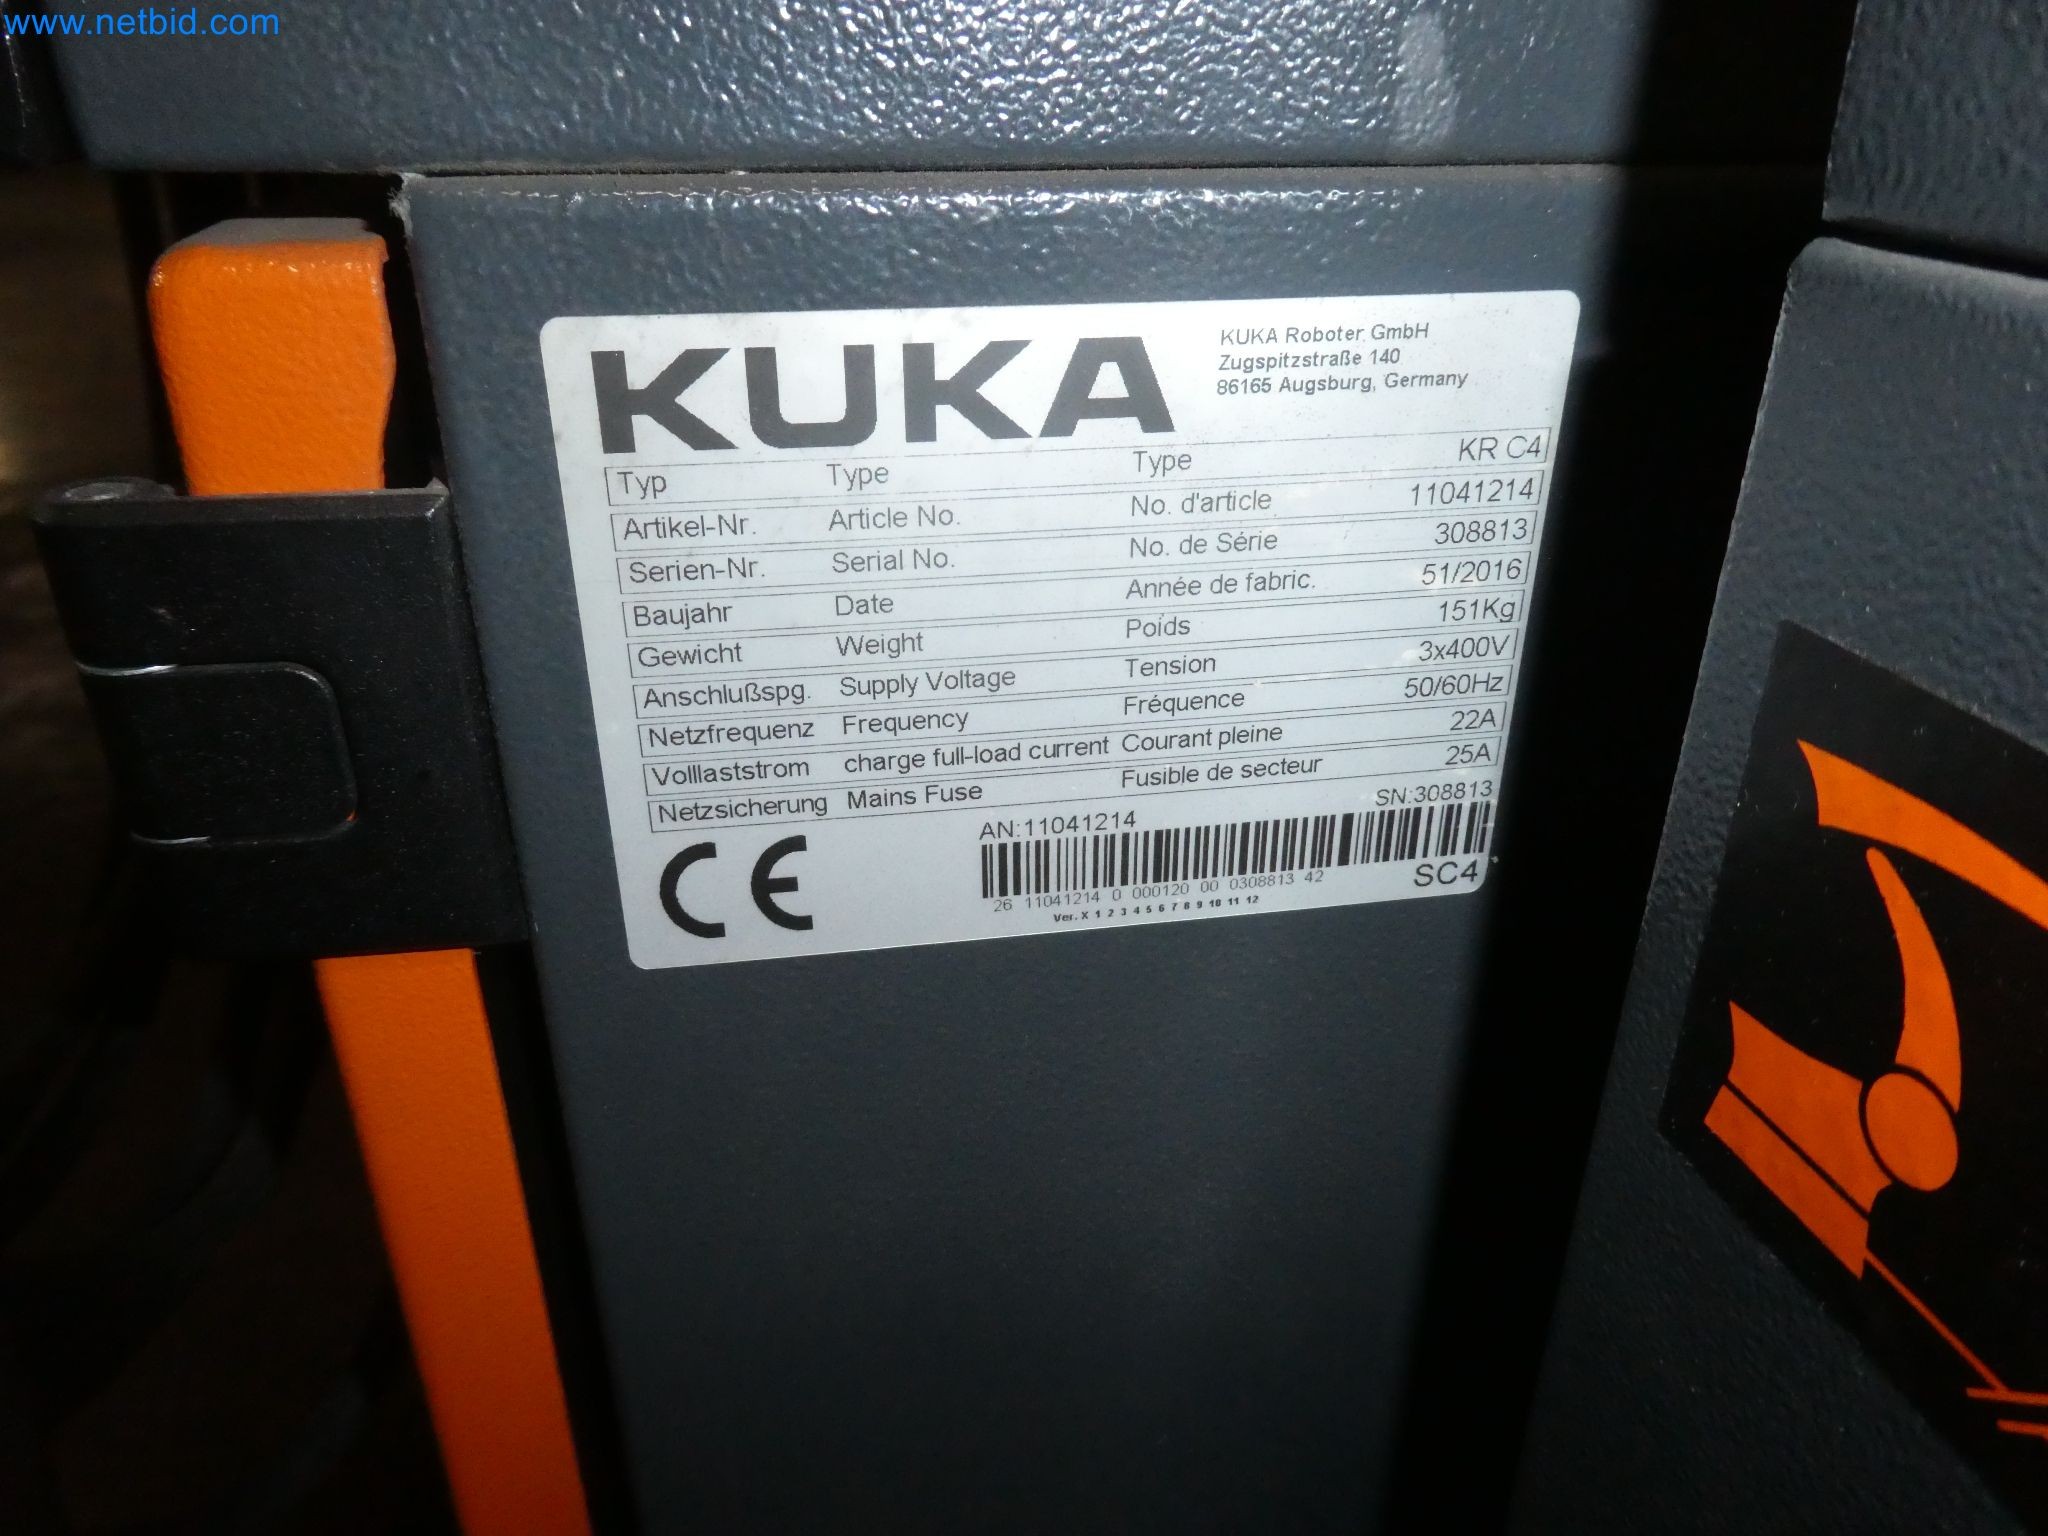 www.netbid.com
KUKA
KUKA Roboter GmbH
Zugspitzstraße 140
86165 Augsburg, Germany
Typ Type Type KR C4
Artikel-Nr. Article No. No. d'article 11041214
Serien-Nr. Serial No. No. de Série 308813
Baujahr Date Année de fabric. 51/2016
Gewicht Weight Poids 151Kg
Anschlußspg. Supply Voltage Tension 3x400V
Netzfrequenz Frequency Fréquence 50/60Hz
Volllaststrom charge full-load current Courant pleine 22A
Netzsicherung Mains Fuse Fusible de secteur 25A
CE
AN:11041214 SN:308813
26 11041214 0 000120 00 0308813 42
SC4
Ver. X 1 2 3 4 5 6 7 8 9 10 11 12